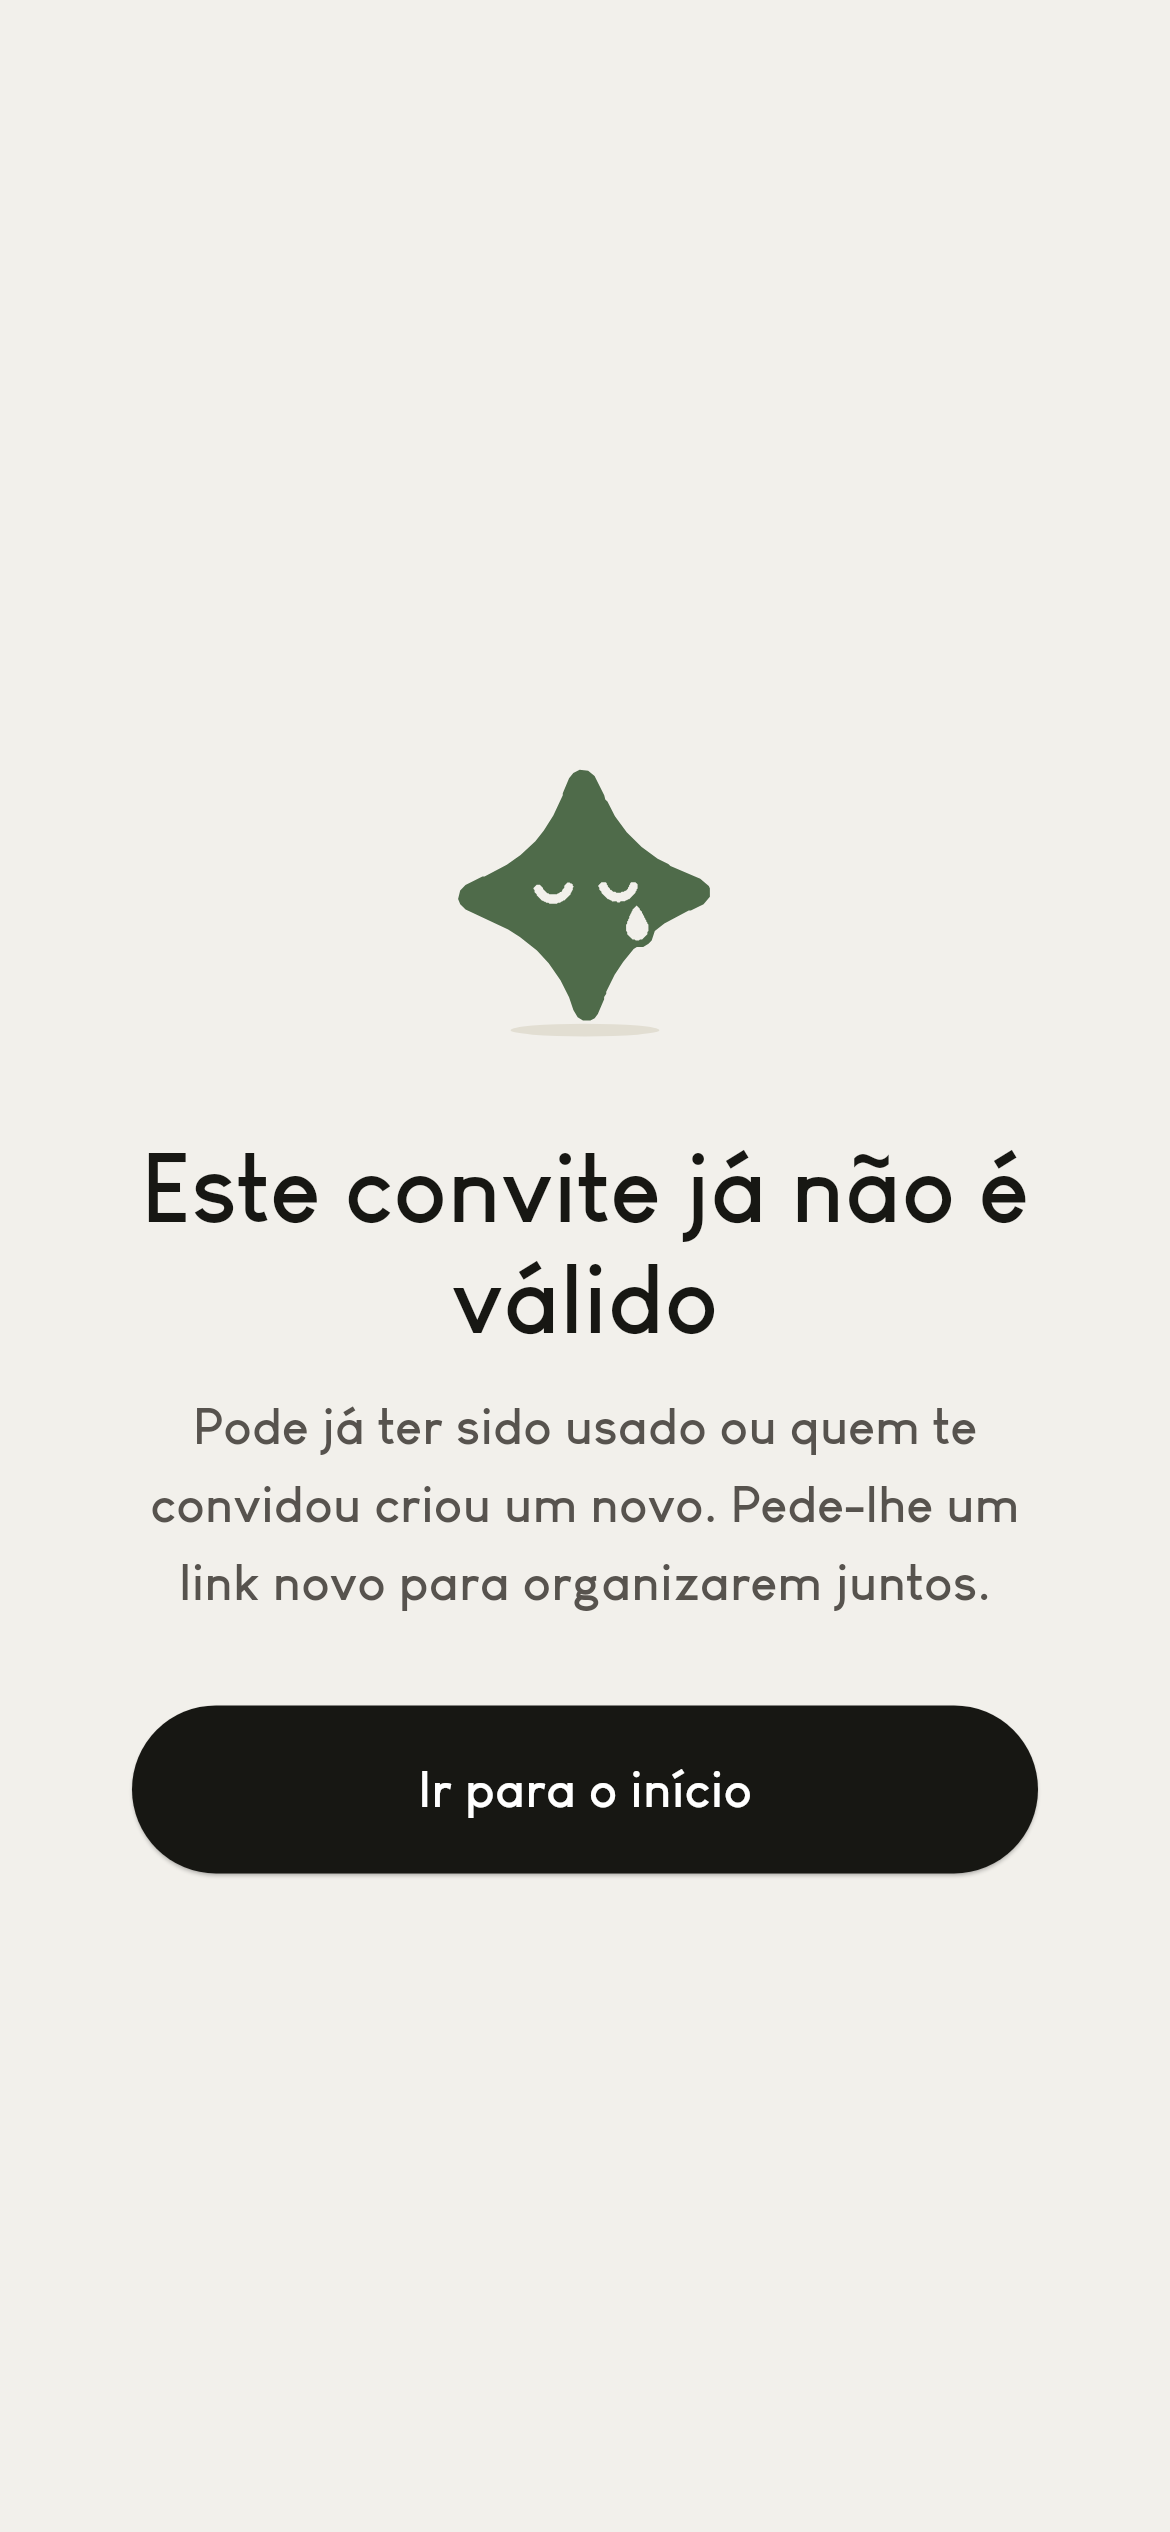 Este convite já não é
válido
Pode já ter sido usado ou quem te
convidou criou um novo. Pede-lhe um
link novo para organizarem juntos.
Ir para o início